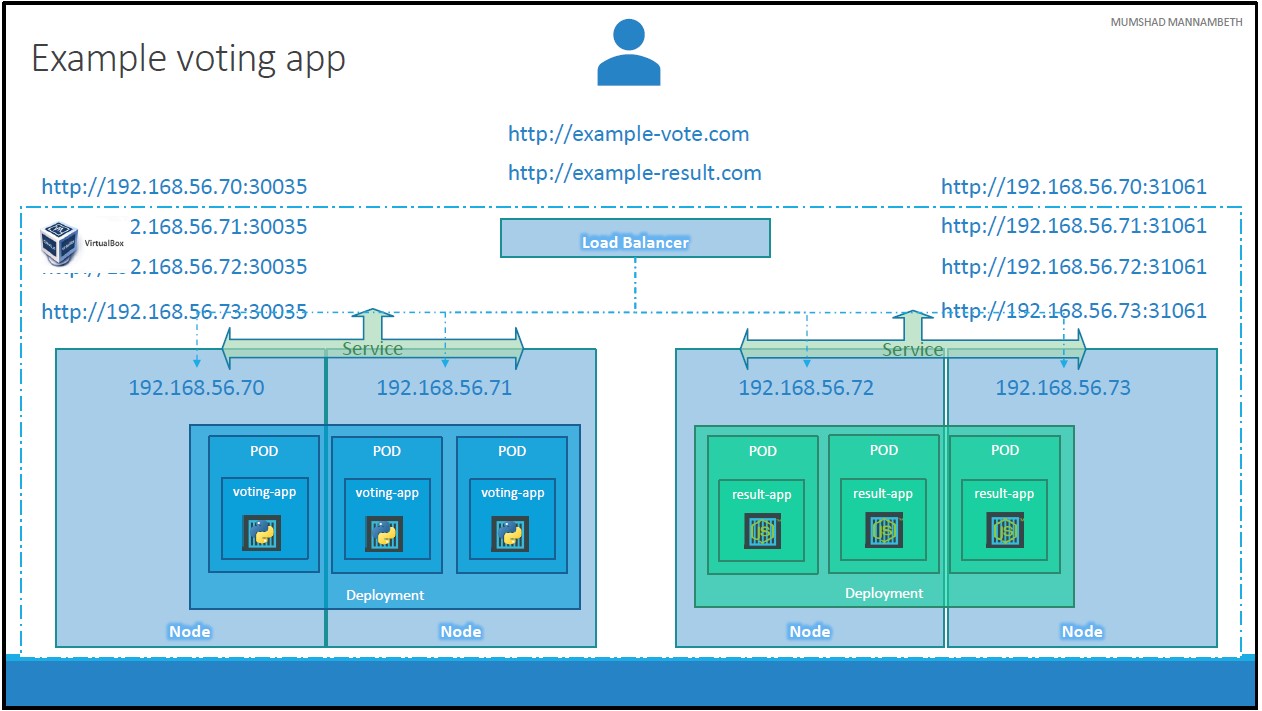 MUMSHAD MANNAMBETH
Example voting app
http://example-vote.com
http://example-result.com
http://192.168.56.70:30035
2.168.56.71:30035
2.168.56.72:30035
http://192.168.56.73:30035
VirtualBox
Load Balancer
http://192.168.56.70:31061
http://192.168.56.71:31061
http://192.168.56.72:31061
http://192.168.56.73:31061
Service
Service
192.168.56.70
192.168.56.71
192.168.56.72
192.168.56.73
POD
voting-app
POD
voting-app
POD
voting-app
Deployment
POD
result-app
POD
result-app
POD
result-app
Deployment
Node
Node
Node
Node